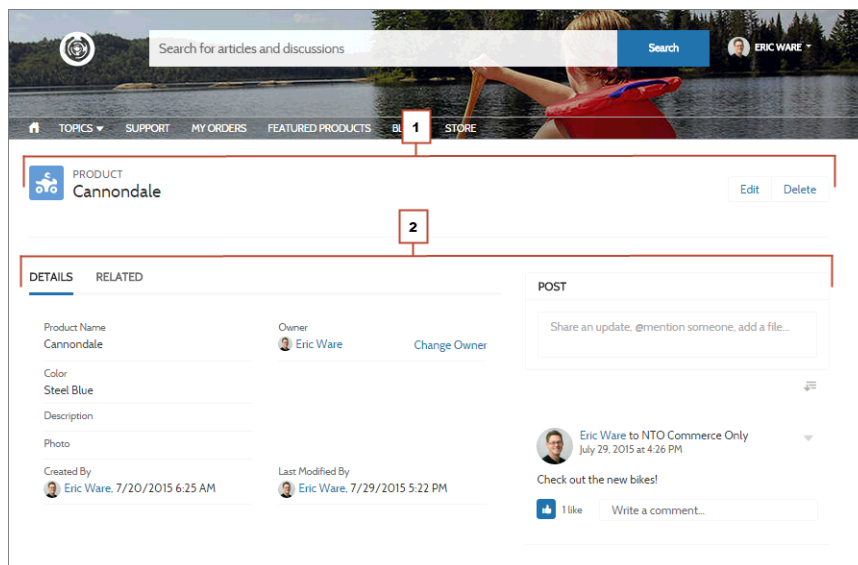 Search for articles and discussions
Search
ERIC WARE
TOPICS SUPPORT MY ORDERS FEATURED PRODUCTS STORE
1
PRODUCT
Cannondale
Edit Delete
2
DETAILS RELATED
POST
Product Name
Cannondale
Owner
Eric Ware Change Owner
Share an update, @mention someone, add a file...
Color
Steel Blue
Description
Photo
Created By
Eric Ware, 7/20/2015 6:25 AM
Last Modified By
Eric Ware, 7/29/2015 5:22 PM
Eric Ware to NTO Commerce Only
July 29, 2015 at 4:26 PM
Check out the new bikes!
1 like Write a comment...